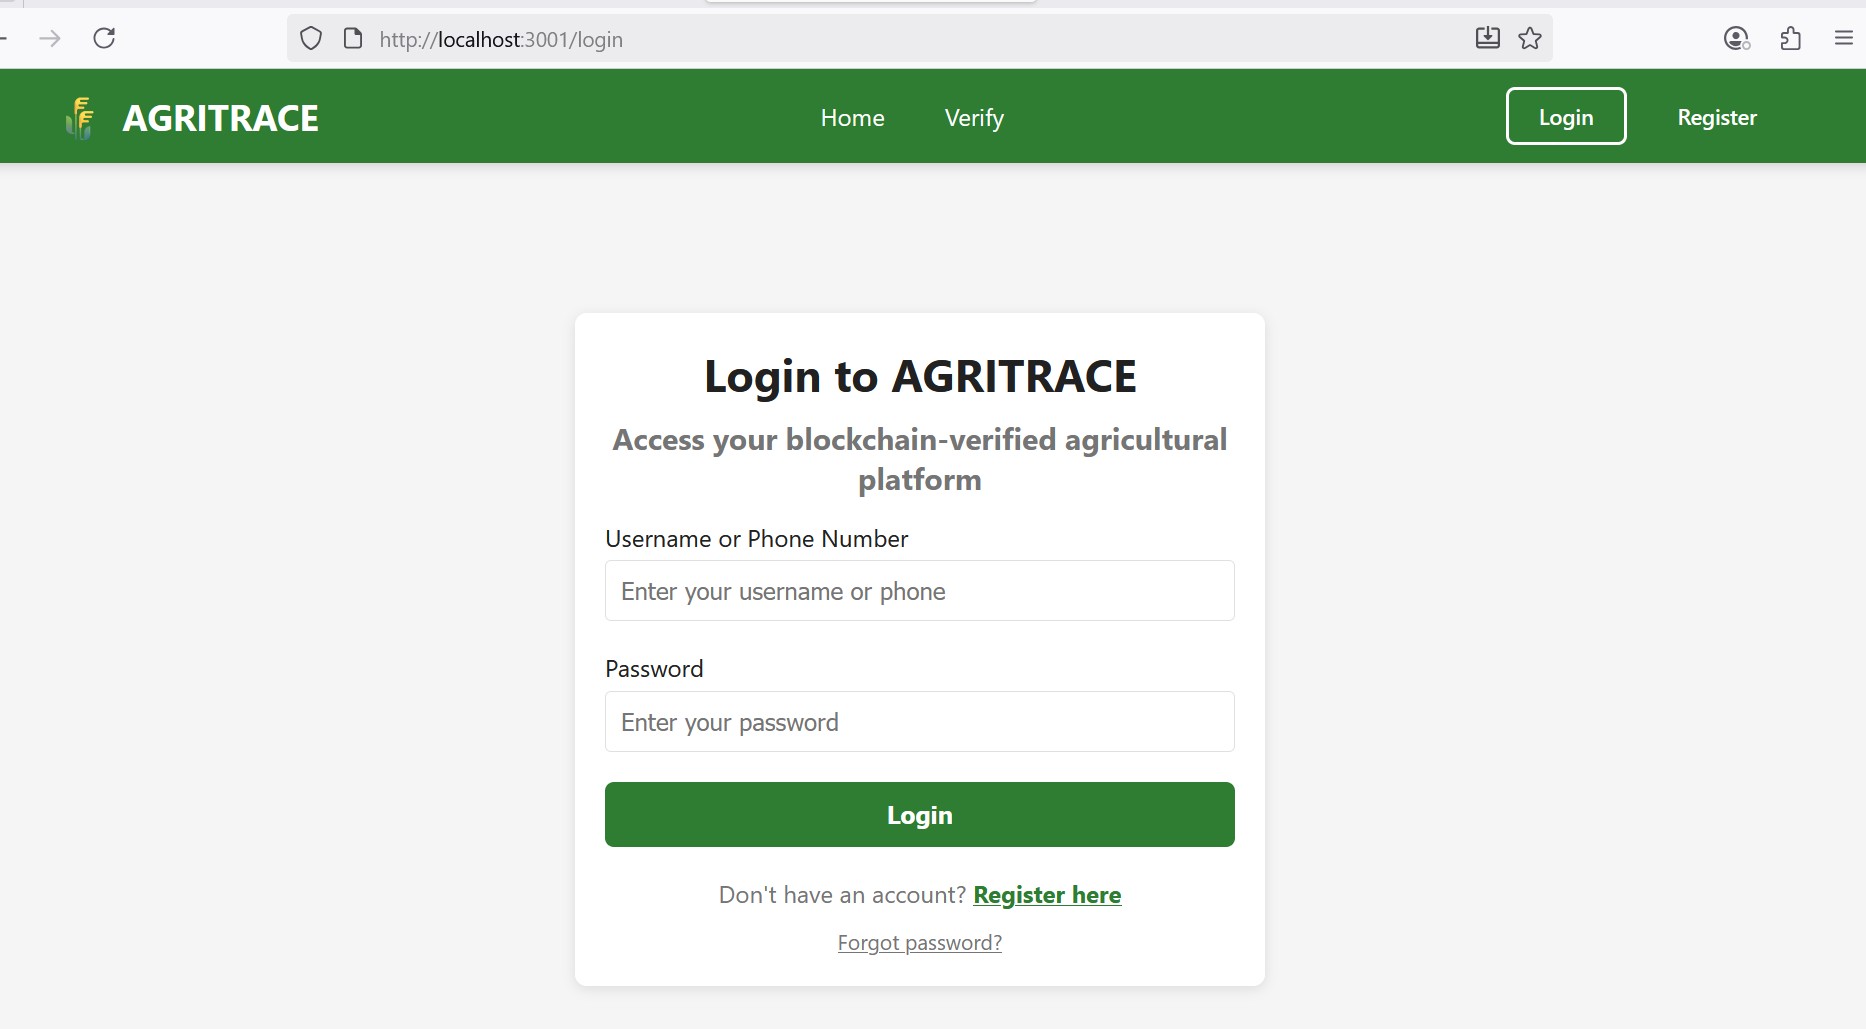 http://localhost:3001/login
AGRITRACE
Home
Verify
Login
Register
Login to AGRITRACE
Access your blockchain-verified agricultural
platform
Username or Phone Number
Enter your username or phone
Password
Enter your password
Login
Don't have an account? Register here
Forgot password?